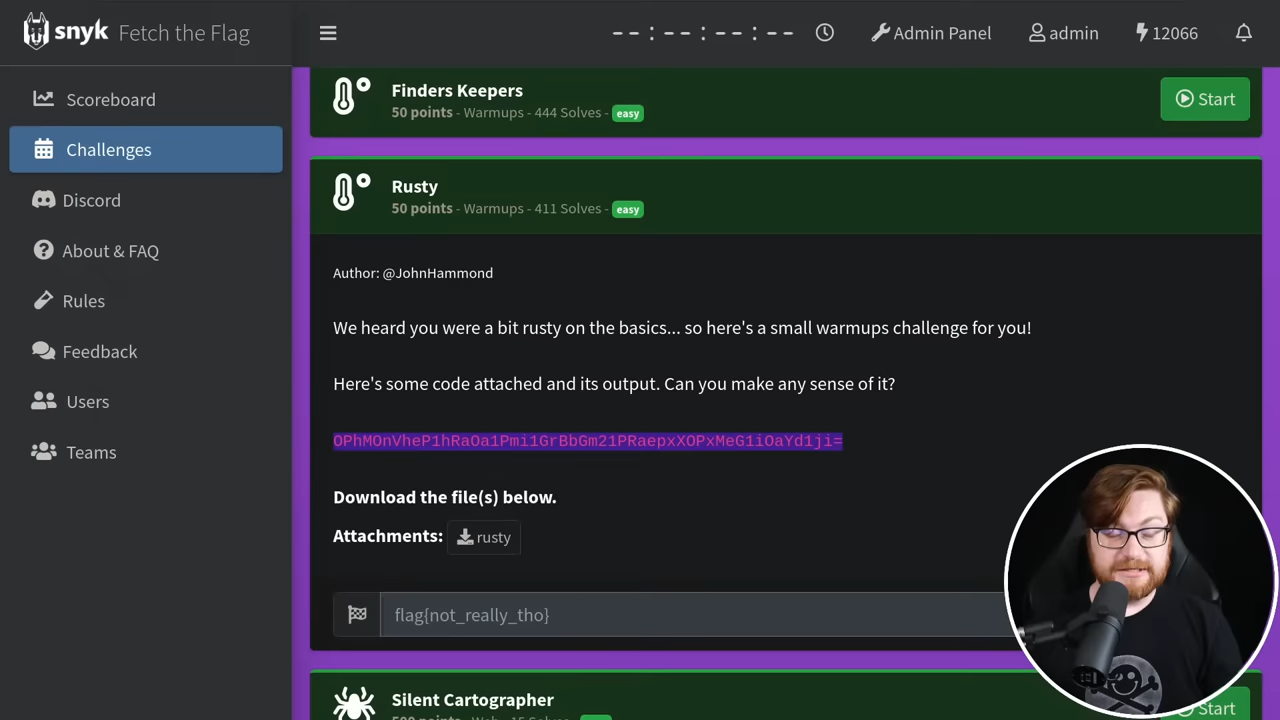 snyk Fetch the Flag
-- : -- : -- : --
Admin Panel
admin
12066
Scoreboard
Challenges
Discord
About & FAQ
Rules
Feedback
Users
Teams
Finders Keepers
50 points - Warmups - 444 Solves - easy
Start
Rusty
50 points - Warmups - 411 Solves - easy
Author: @JohnHammond
We heard you were a bit rusty on the basics... so here's a small warmups challenge for you!
Here's some code attached and its output. Can you make any sense of it?
OPhMOnVheP1hRaOa1Pmi1GrBbGm21PRaepxXOPxMeG1iOaYd1ji=
Download the file(s) below.
Attachments: rusty
flag{not_really_tho}
Silent Cartographer
Start